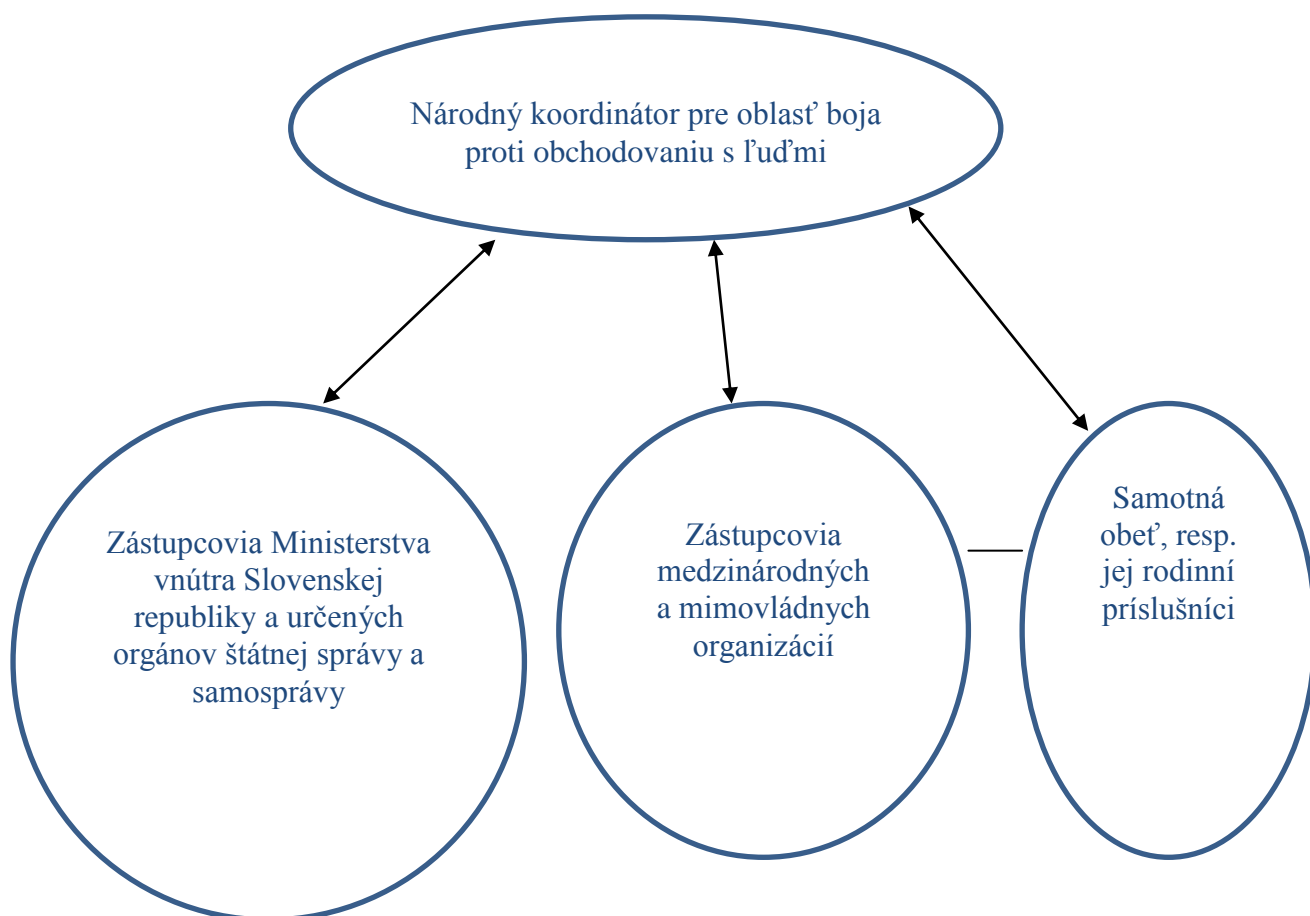 Národný koordinátor pre oblasť boja
proti obchodovaniu s ľuďmi
Zástupcovia Ministerstva
vnútra Slovenskej
republiky a určených
orgánov štátnej správy a
samosprávy
Zástupcovia
medzinárodných
a mimovládnych
organizácií
Samotná
obeť, resp.
jej rodinní
príslušníci